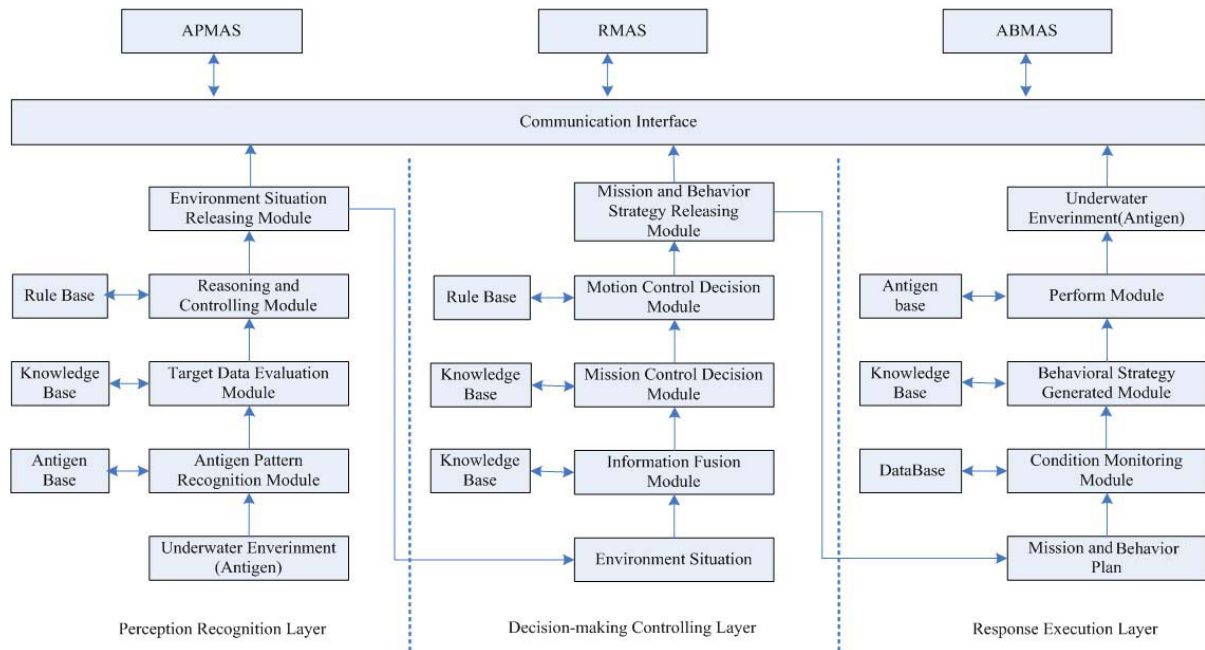 APMAS
RMAS
ABMAS
Communication Interface
Environment Situation
Releasing Module
Rule Base
Reasoning and
Controlling Module
Knowledge
Base
Target Data Evaluation
Module
Antigen
Base
Antigen Pattern
Recognition Module
Underwater Enverinment
(Antigen)
Perception Recognition Layer
Mission and Behavior
Strategy Releasing
Module
Rule Base
Motion Control Decision
Module
Knowledge
Base
Mission Control Decision
Module
Knowledge
Base
Information Fusion
Module
Environment Situation
Decision-making Controlling Layer
Underwater
Enverinment(Antigen)
Antigen
base
Perform Module
Knowledge
Base
Behavioral Strategy
Generated Module
DataBase
Condition Monitoring
Module
Mission and Behavior
Plan
Response Execution Layer